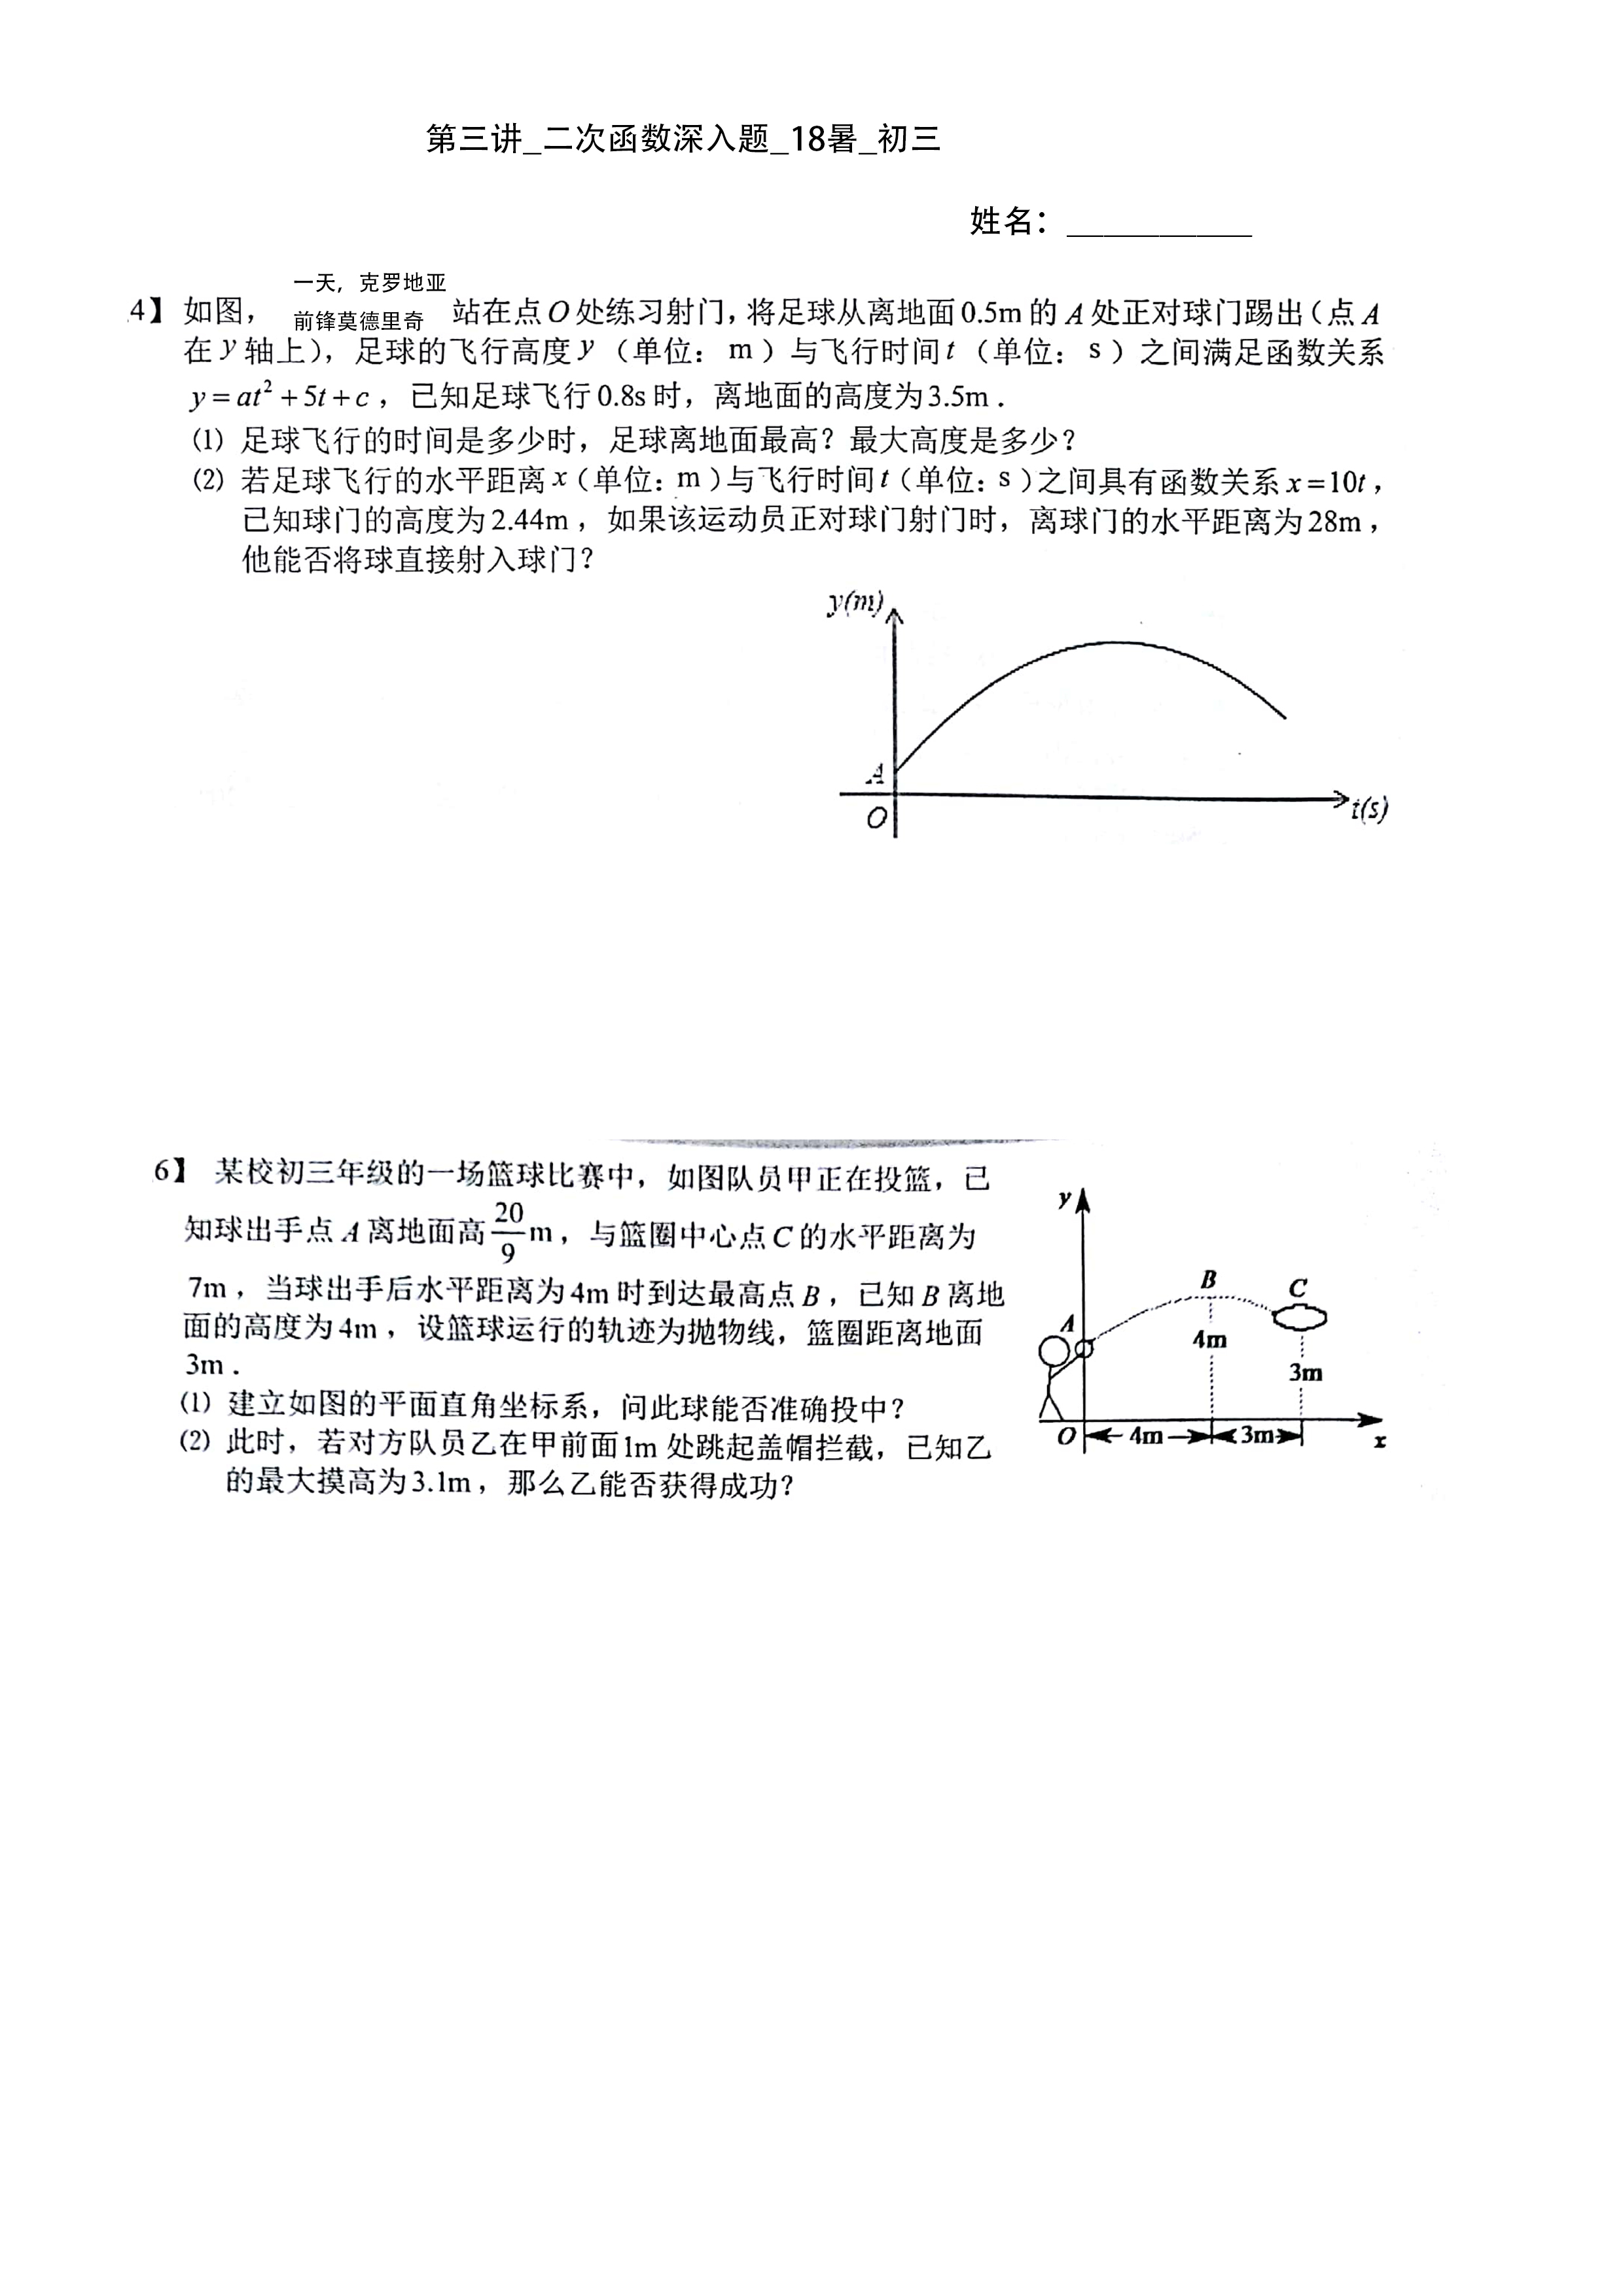 第三讲_二次函数深入题_18暑_初三
姓名：___________
一天，克罗地亚
4】如图，前锋莫德里奇 站在点O处练习射门，将足球从离地面0.5m的A处正对球门踢出（点A
在y轴上），足球的飞行高度y（单位：m）与飞行时间t（单位：s）之间满足函数关系
y=at²+5t+c，已知足球飞行0.8s时，离地面的高度为3.5m．
(1) 足球飞行的时间是多少时，足球离地面最高？最大高度是多少？
(2) 若足球飞行的水平距离x（单位：m）与飞行时间t（单位：s）之间具有函数关系x=10t，
已知球门的高度为2.44m，如果该运动员正对球门射门时，离球门的水平距离为28m，
他能否将球直接射入球门？
y(m)
A
O
t(s)
6】某校初三年级的一场篮球比赛中，如图队员甲正在投篮，已
知球出手点A离地面高20/9m，与篮圈中心点C的水平距离为
7m，当球出手后水平距离为4m时到达最高点B，已知B离地
面的高度为4m，设篮球运行的轨迹为抛物线，篮圈距离地面
3m．
(1) 建立如图的平面直角坐标系，问此球能否准确投中？
(2) 此时，若对方队员乙在甲前面1m处跳起盖帽拦截，已知乙
的最大摸高为3.1m，那么乙能否获得成功？
y
B
C
A
4m
3m
O
4m
3m
x